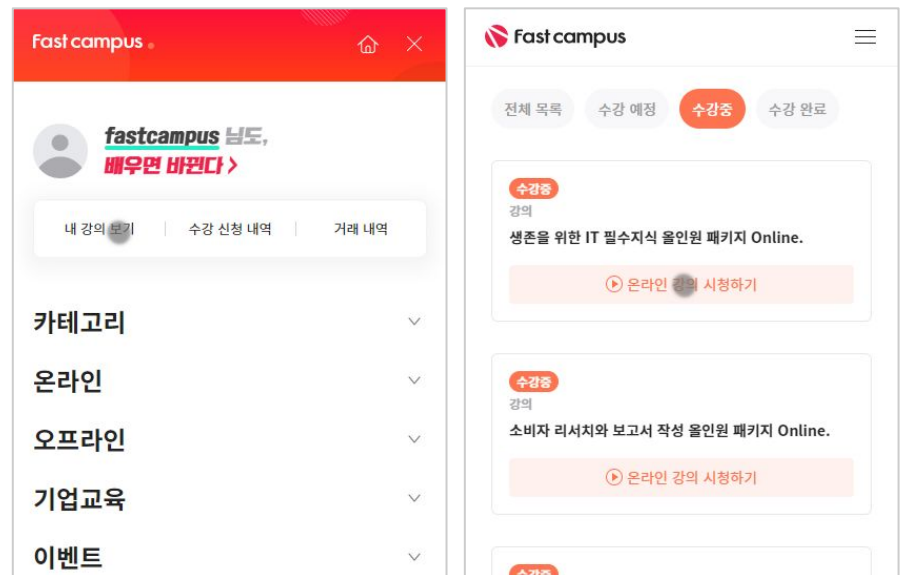 Fast campus
fastcampus 님도,
배우면 바뀐다 >
내 강의 보기
수강 신청 내역
거래 내역
카테고리
온라인
오프라인
기업교육
이벤트
Fast campus
전체 목록
수강 예정
수강중
수강 완료
수강중
강의
생존을 위한 IT 필수지식 올인원 패키지 Online.
온라인 강의 시청하기
수강중
강의
소비자 리서치와 보고서 작성 올인원 패키지 Online.
온라인 강의 시청하기
수강중